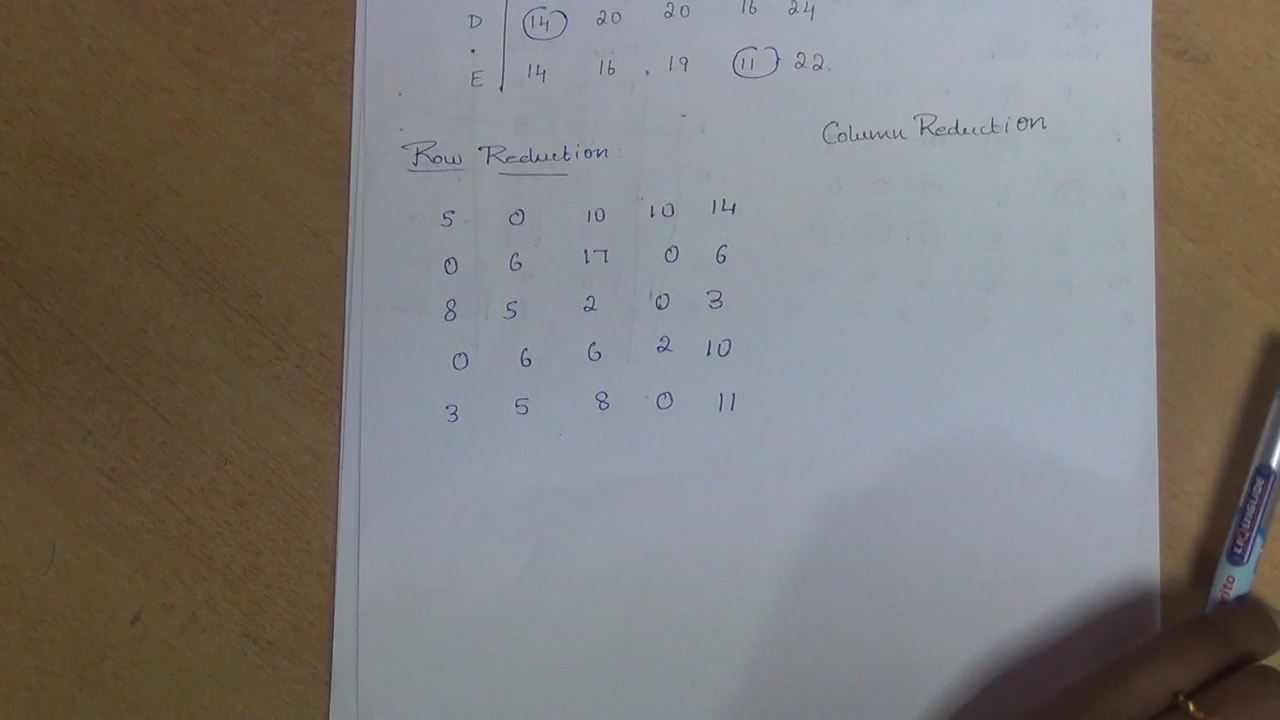 D 14 20 20 16 24
E 14 16 19 11 22
Column Reduction
Row Reduction
5 0 10 10 14
0 6 17 0 6
8 5 2 0 3
0 6 6 2 10
3 5 8 0 11
LIQUIGLIDE